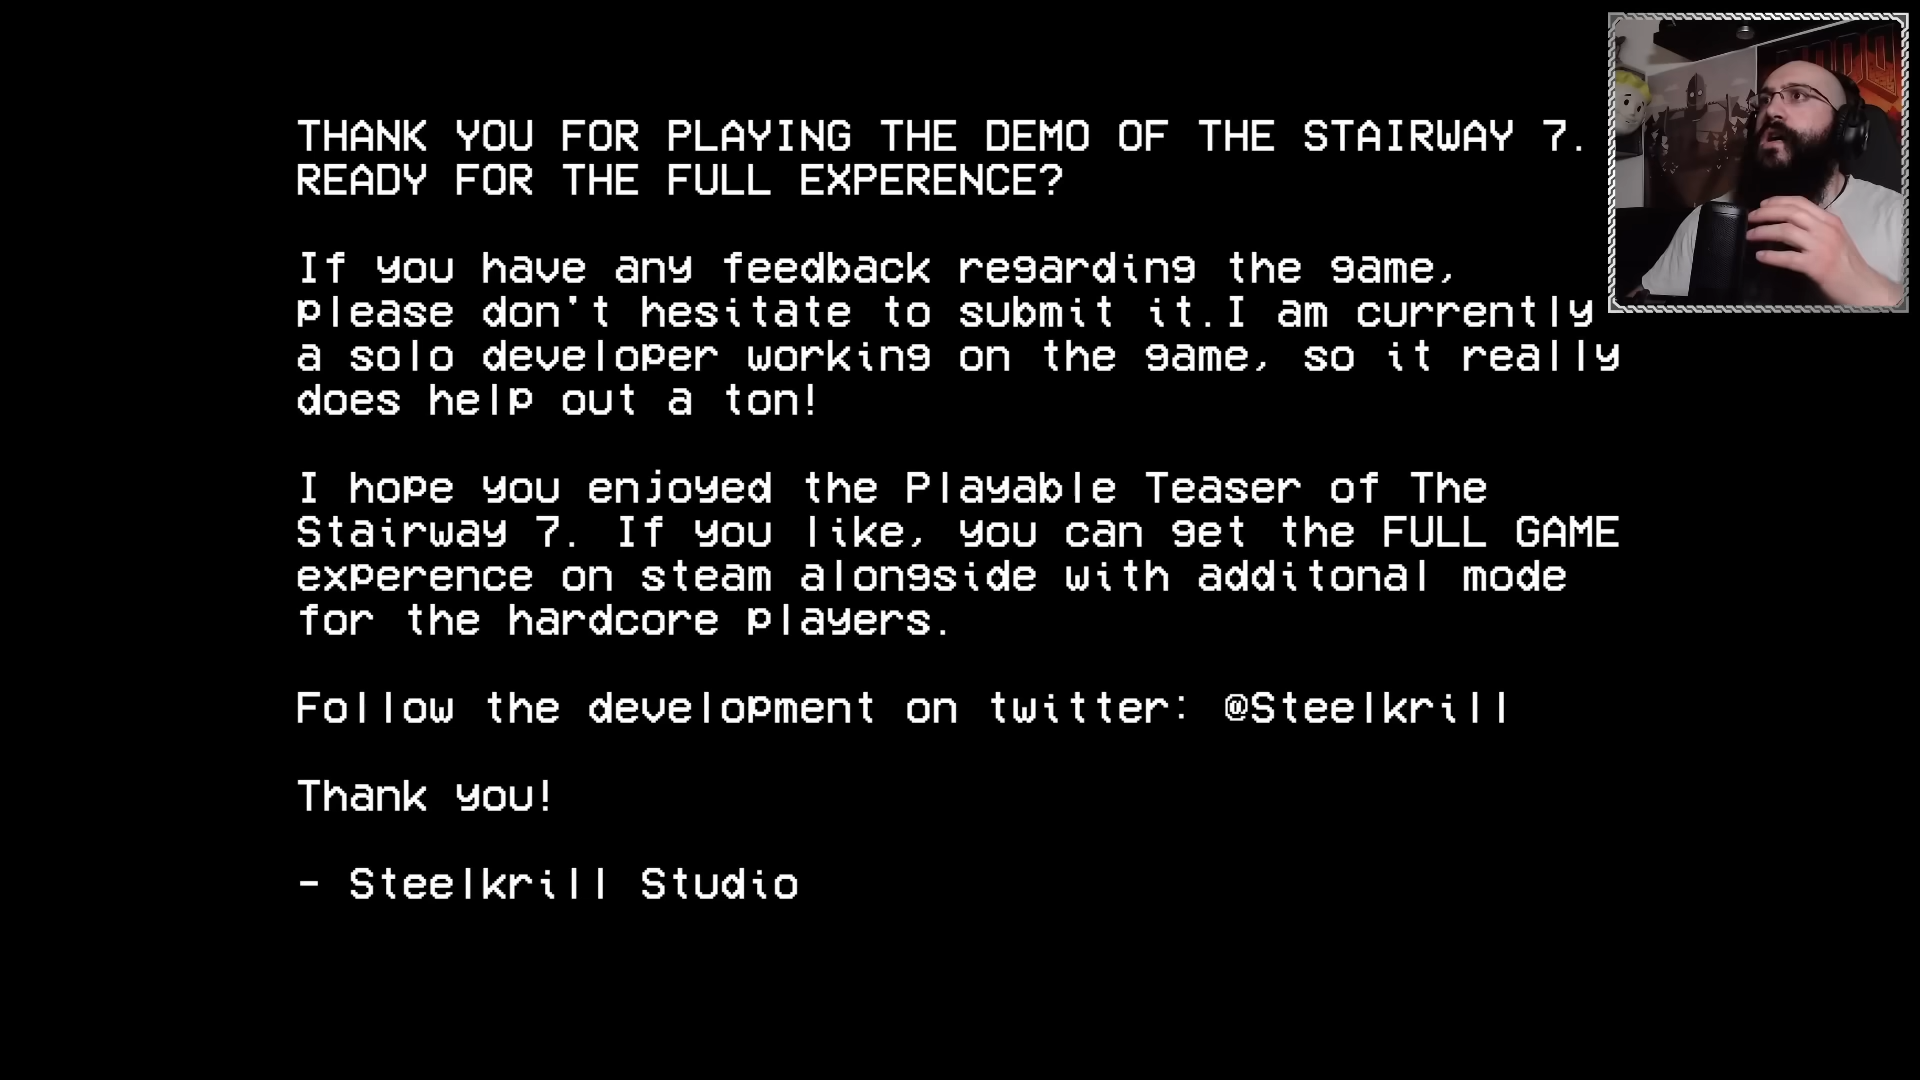 THANK YOU FOR PLAYING THE DEMO OF THE STAIRWAY 7.
READY FOR THE FULL EXPERENCE?
If you have any feedback regarding the game,
please don't hesitate to submit it.I am currently
a solo developer working on the game, so it really
does help out a ton!
I hope you enjoyed the Playable Teaser of The
Stairway 7. If you like, you can get the FULL GAME
experence on steam alongside with additonal mode
for the hardcore players.
Follow the development on twitter: @Steelkrill
Thank you!
- Steelkrill Studio